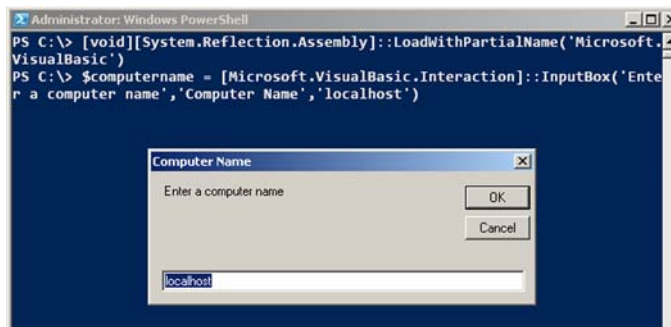 Administrator: Windows PowerShell
PS C:\> [void][System.Reflection.Assembly]::LoadWithPartialName('Microsoft.
VisualBasic')
PS C:\> $computername = [Microsoft.VisualBasic.Interaction]::InputBox('Ente
r a computer name','Computer Name','localhost')
Computer Name
Enter a computer name
OK
Cancel
localhost